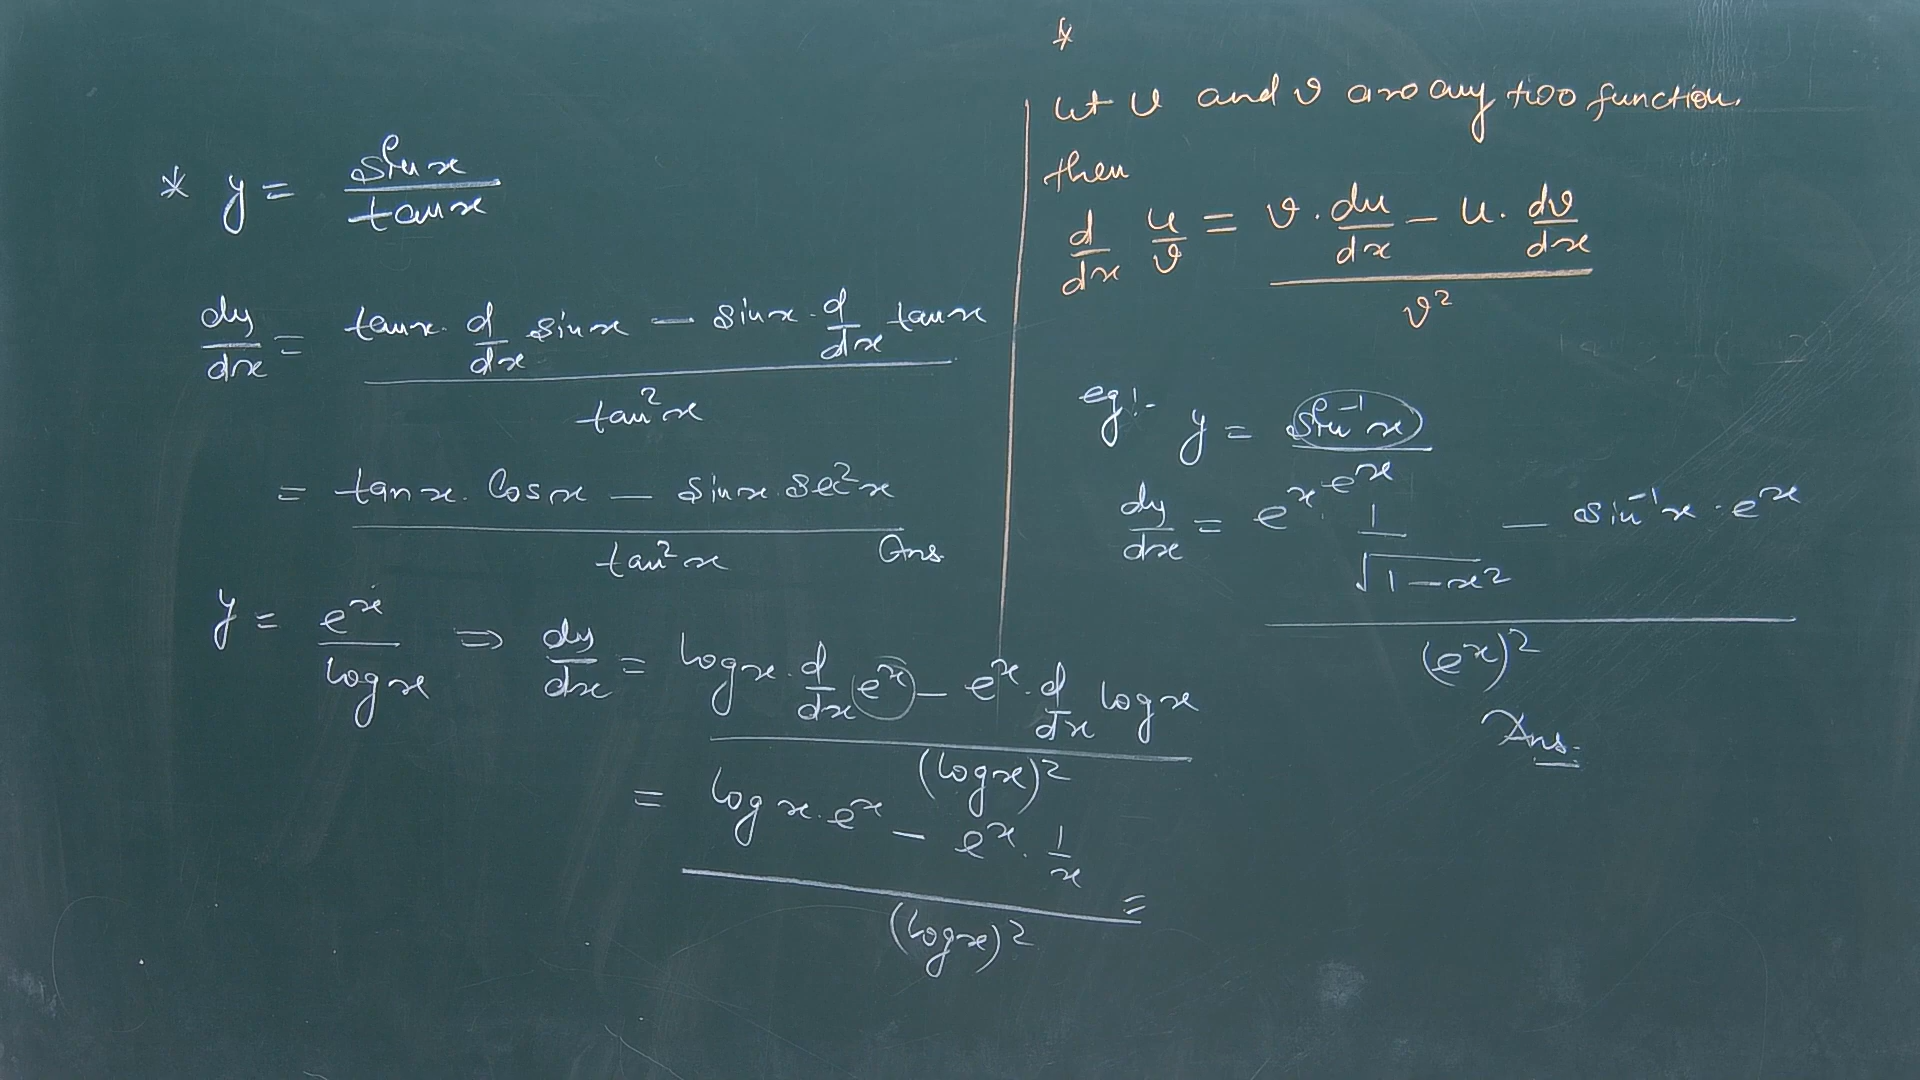 *
let u and v are any two function.
then
d/dx u/v = v · du/dx − u · dv/dx
v²
eg:- y = sin⁻¹x / eˣ
dy/dx = eˣ · 1/√1−x² − sin⁻¹x · eˣ
(eˣ)²
Ans.
* y = sinx / tanx
dy/dx = tanx · d/dx sinx − sinx · d/dx tanx
tan²x
= tanx · Cosx − sinx · Sec²x
tan²x Ans.
y = eˣ / logx ⇒ dy/dx = logx · d/dx eˣ − eˣ · d/dx logx
(logx)²
= logx · eˣ − eˣ · 1/x
=
(logx)²